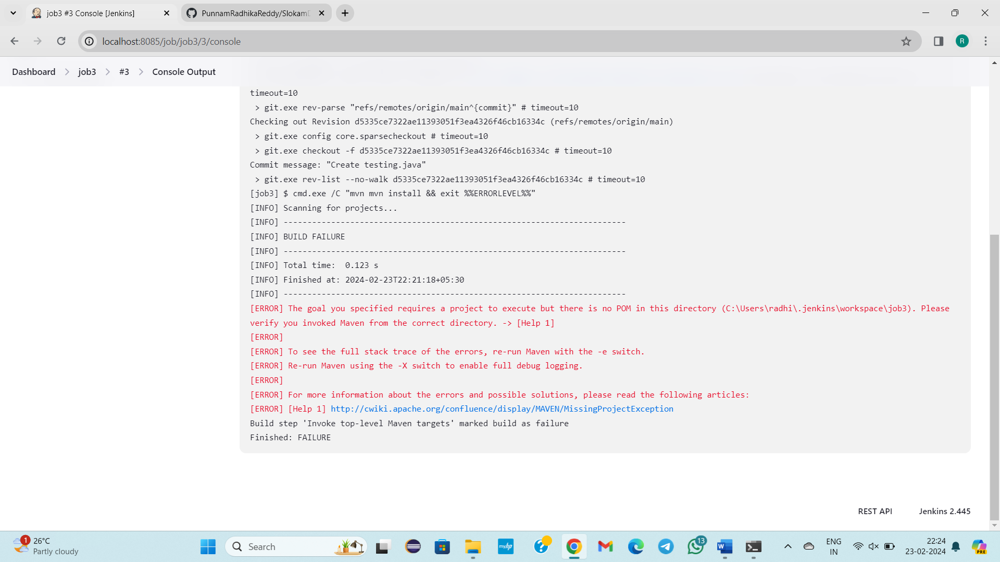 job3 #3 Console [Jenkins]
PunnamRadhikaReddy/Slokam
localhost:8085/job/job3/3/console
R
Dashboard
job3
#3
Console Output
timeout=10
> git.exe rev-parse "refs/remotes/origin/main^{commit}" # timeout=10
Checking out Revision d5335ce7322ae11393051f3ea4326f46cb16334c (refs/remotes/origin/main)
> git.exe config core.sparsecheckout # timeout=10
> git.exe checkout -f d5335ce7322ae11393051f3ea4326f46cb16334c # timeout=10
Commit message: "Create testing.java"
> git.exe rev-list --no-walk d5335ce7322ae11393051f3ea4326f46cb16334c # timeout=10
[job3] $ cmd.exe /C "mvn mvn install && exit %%ERRORLEVEL%%"
[INFO] Scanning for projects...
[INFO] ------------------------------------------------------------------------
[INFO] BUILD FAILURE
[INFO] ------------------------------------------------------------------------
[INFO] Total time:  0.123 s
[INFO] Finished at: 2024-02-23T22:21:18+05:30
[INFO] ------------------------------------------------------------------------
[ERROR] The goal you specified requires a project to execute but there is no POM in this directory (C:\Users\radhi\.jenkins\workspace\job3). Please
verify you invoked Maven from the correct directory. -> [Help 1]
[ERROR]
[ERROR] To see the full stack trace of the errors, re-run Maven with the -e switch.
[ERROR] Re-run Maven using the -X switch to enable full debug logging.
[ERROR]
[ERROR] For more information about the errors and possible solutions, please read the following articles:
[ERROR] [Help 1] http://cwiki.apache.org/confluence/display/MAVEN/MissingProjectException
Build step 'Invoke top-level Maven targets' marked build as failure
Finished: FAILURE
REST API
Jenkins 2.445
1
26°C
Partly cloudy
Search
myhp
13
W
ENG
IN
22:24
23-02-2024
PRE